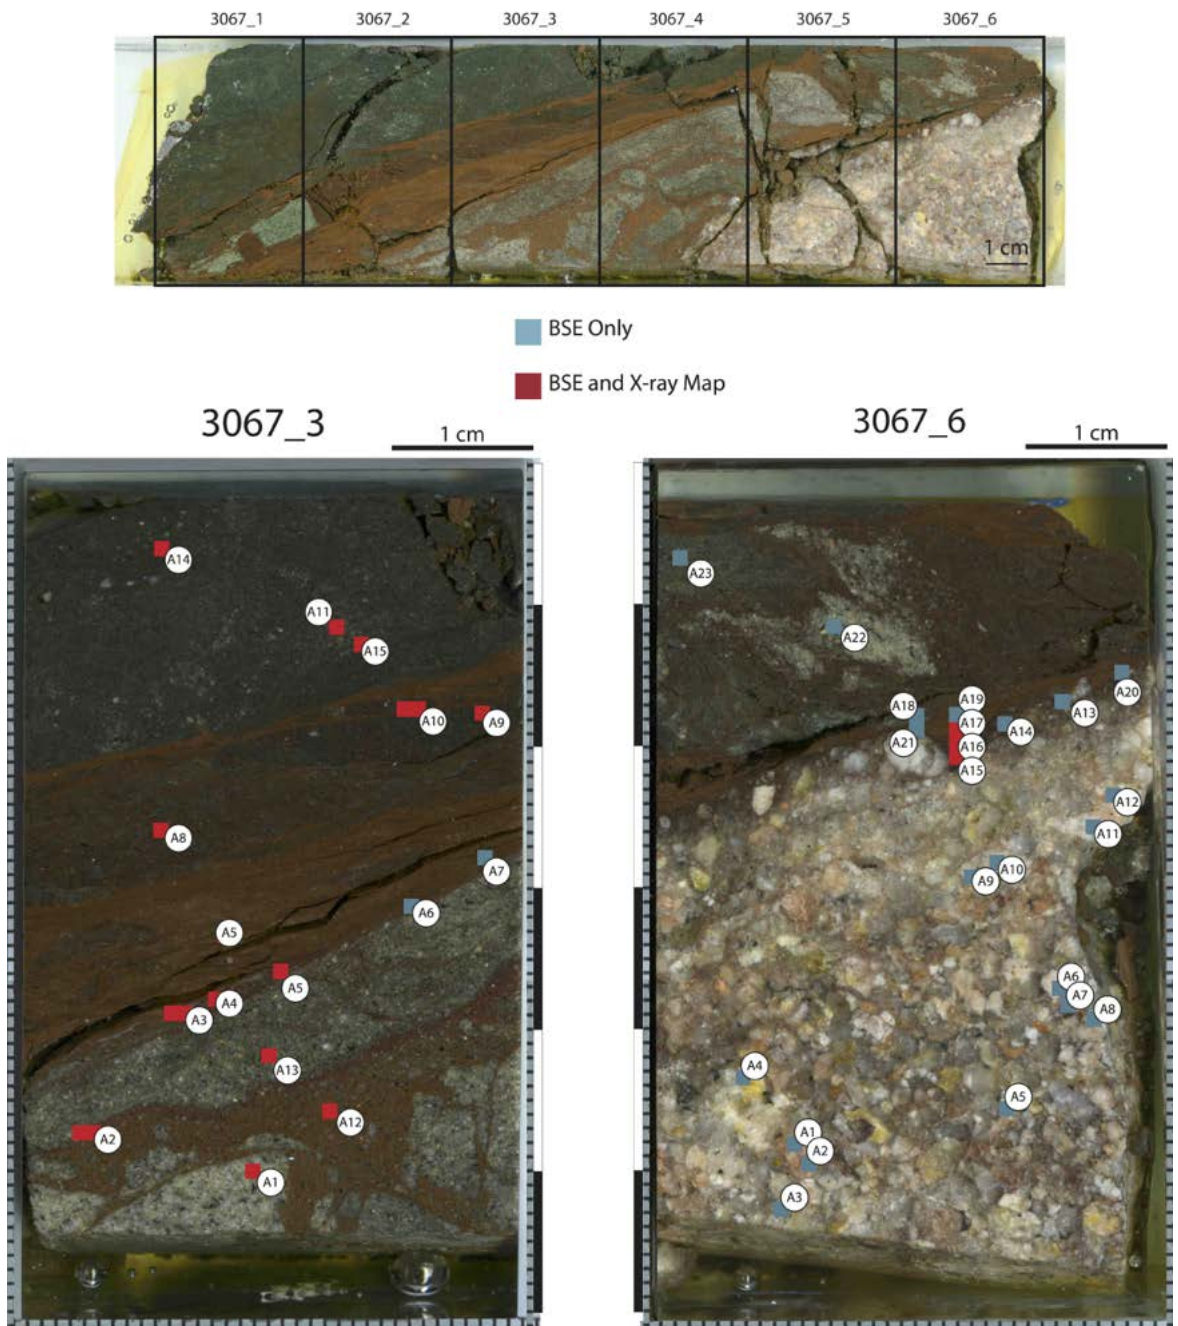 3067_1 3067_2 3067_3 3067_4 3067_5 3067_6
1 cm
BSE Only
BSE and X-ray Map
3067_3
1 cm
A14
A11
A15
A10
A9
A8
A7
A6
A5
A5
A4
A3
A13
A12
A2
A1
3067_6
1 cm
A23
A22
A20
A19
A18
A13
A17
A14
A21
A16
A15
A12
A11
A10
A9
A6
A7
A8
A4
A5
A1
A2
A3